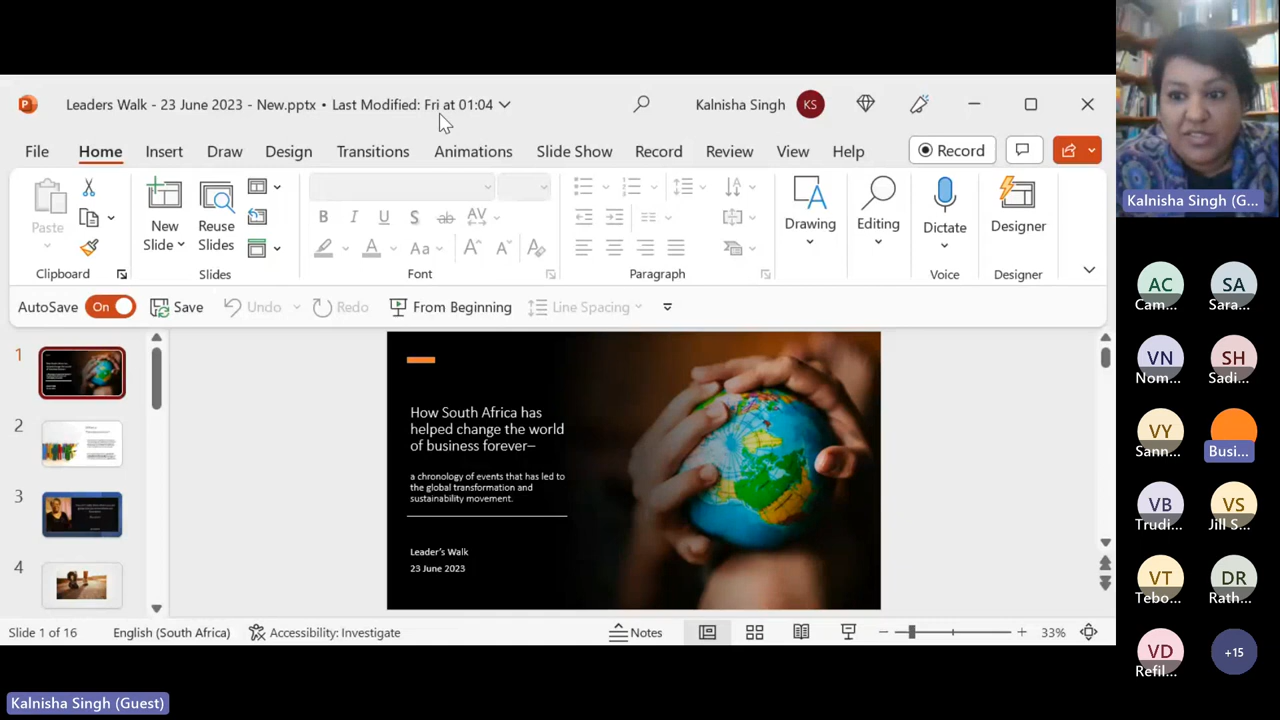 Leaders Walk - 23 June 2023 - New.pptx • Last Modified: Fri at 01:04
Kalnisha Singh KS
File Home Insert Draw Design Transitions Animations Slide Show Record Review View Help Record
Paste
New Slide
Reuse Slides
Drawing
Editing
Dictate
Designer
Clipboard Slides Font Paragraph Voice Designer
AutoSave On Save Undo Redo From Beginning Line Spacing
1
2
3
4
How South Africa has
helped change the world
of business forever–
a chronology of events that has led to
the global transformation and
sustainability movement.
Leader's Walk
23 June 2023
Slide 1 of 16 English (South Africa) Accessibility: Investigate Notes 33%
Kalnisha Singh (Guest)
Kalnisha Singh (G...
AC SA
Cam... Sara...
VN SH
Nom... Sadi...
VY
Sann... Busi...
VB VS
Trudi... Jill S...
VT DR
Tebo... Rath...
VD +15
Refil...